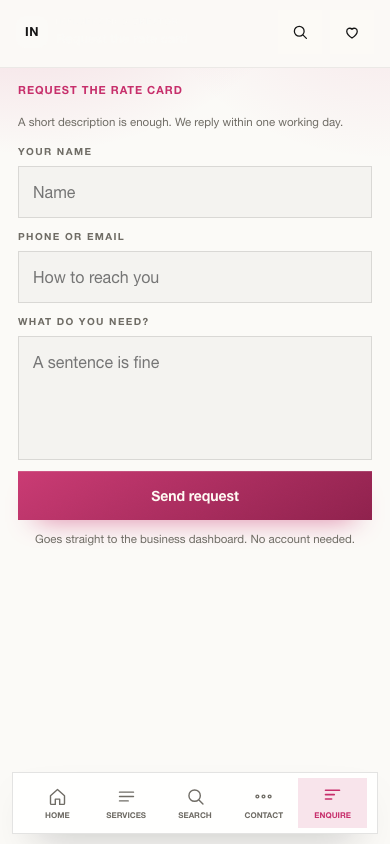 IN
REQUEST THE RATE CARD
A short description is enough. We reply within one working day.
YOUR NAME
Name
PHONE OR EMAIL
How to reach you
WHAT DO YOU NEED?
A sentence is fine
Send request
Goes straight to the business dashboard. No account needed.
HOME SERVICES SEARCH CONTACT ENQUIRE